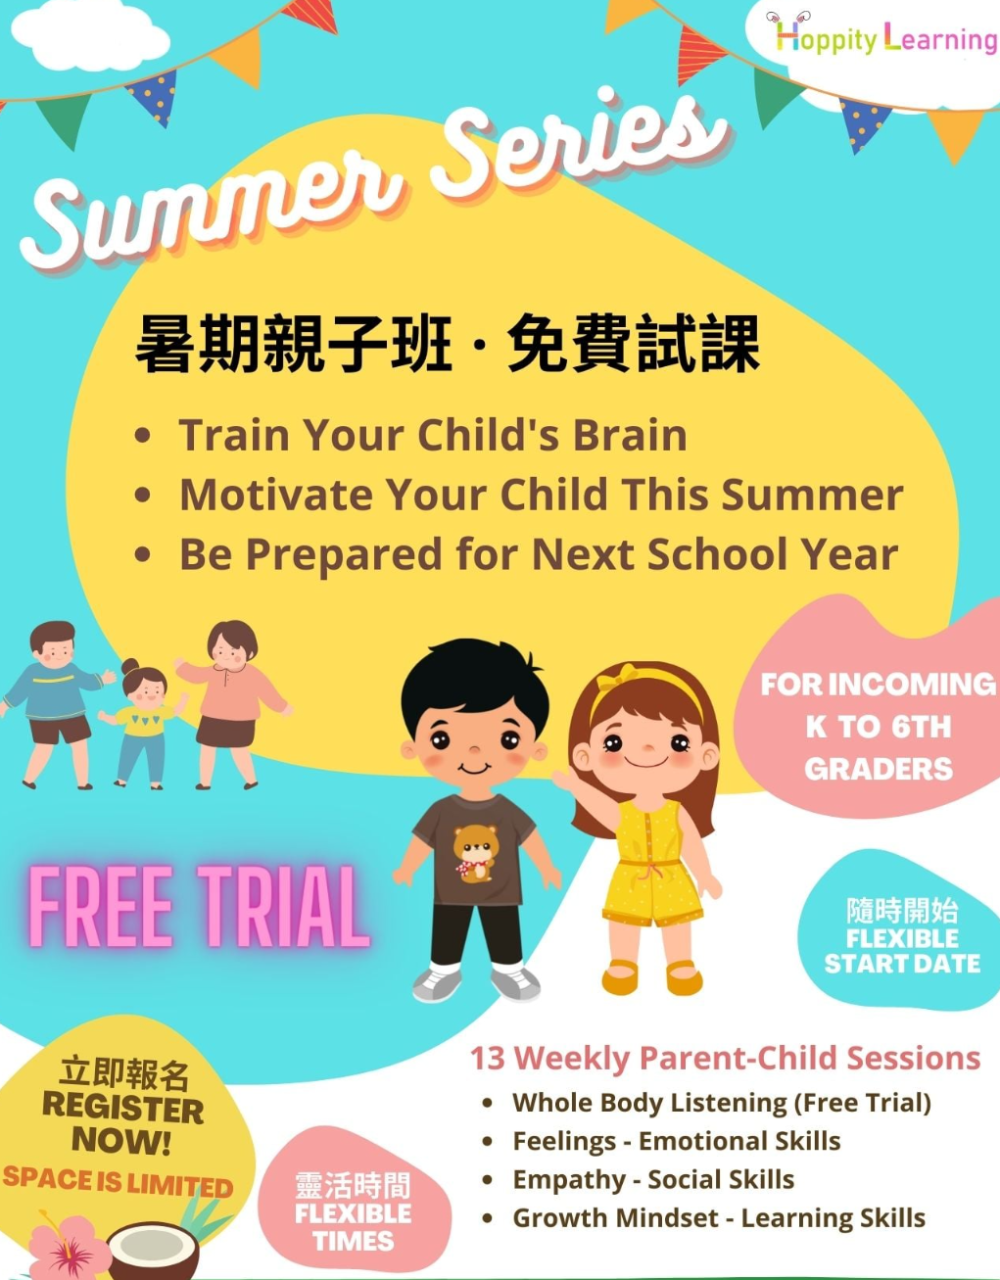 Hoppity Learning
Summer Series
暑期親子班 · 免費試課
• Train Your Child's Brain
• Motivate Your Child This Summer
• Be Prepared for Next School Year
FOR INCOMING
K TO 6TH
GRADERS
FREE TRIAL
隨時開始
FLEXIBLE
START DATE
立即報名
REGISTER
NOW!
SPACE IS LIMITED
靈活時間
FLEXIBLE
TIMES
13 Weekly Parent-Child Sessions
• Whole Body Listening (Free Trial)
• Feelings - Emotional Skills
• Empathy - Social Skills
• Growth Mindset - Learning Skills